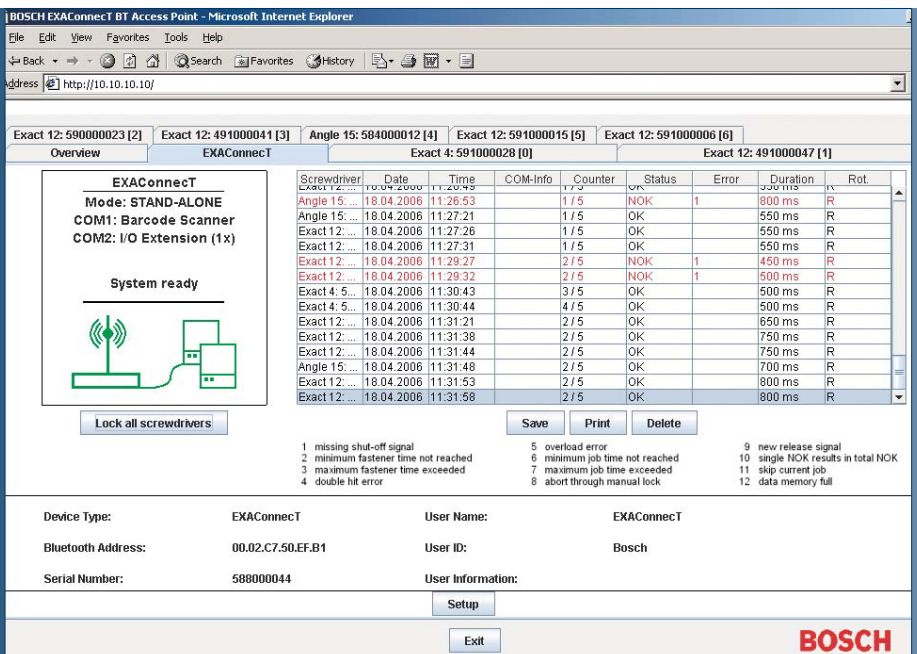 BOSCH EXAConnecT BT Access Point - Microsoft Internet Explorer
File Edit View Favorites Tools Help
Back Search Favorites History
Address http://10.10.10.10/
Exact 12: 590000023 [2] Exact 12: 491000041 [3] Angle 15: 584000012 [4] Exact 12: 591000015 [5] Exact 12: 591000006 [6]
Overview EXAConnecT Exact 4: 591000028 [0] Exact 12: 491000047 [1]
EXAConnecT
Mode: STAND-ALONE
COM1: Barcode Scanner
COM2: I/O Extension (1x)
System ready
Lock all screwdrivers
Screwdriver Date Time COM-Info Counter Status Error Duration Rot.
Exact 12: ... 18.04.2006 11:26:49 1 / 5 OK 550 ms R
Angle 15: ... 18.04.2006 11:26:53 1 / 5 NOK 1 800 ms R
Angle 15: ... 18.04.2006 11:27:21 1 / 5 OK 550 ms R
Exact 12: ... 18.04.2006 11:27:26 1 / 5 OK 550 ms R
Exact 12: ... 18.04.2006 11:27:31 1 / 5 OK 550 ms R
Exact 12: ... 18.04.2006 11:29:27 2 / 5 NOK 1 450 ms R
Exact 12: ... 18.04.2006 11:29:32 2 / 5 NOK 1 500 ms R
Exact 4: 5... 18.04.2006 11:30:43 3 / 5 OK 500 ms R
Exact 4: 5... 18.04.2006 11:30:44 4 / 5 OK 500 ms R
Exact 12: ... 18.04.2006 11:31:21 2 / 5 OK 650 ms R
Exact 12: ... 18.04.2006 11:31:38 2 / 5 OK 750 ms R
Exact 12: ... 18.04.2006 11:31:44 2 / 5 OK 750 ms R
Angle 15: ... 18.04.2006 11:31:48 2 / 5 OK 700 ms R
Exact 12: ... 18.04.2006 11:31:53 2 / 5 OK 800 ms R
Exact 12: ... 18.04.2006 11:31:58 2 / 5 OK 800 ms R
Save Print Delete
1 missing shut-off signal 5 overload error 9 new release signal
2 minimum fastener time not reached 6 minimum job time not reached 10 single NOK results in total NOK
3 maximum fastener time exceeded 7 maximum job time exceeded 11 skip current job
4 double hit error 8 abort through manual lock 12 data memory full
Device Type: EXAConnecT User Name: EXAConnecT
Bluetooth Address: 00.02.C7.50.EF.B1 User ID: Bosch
Serial Number: 588000044 User Information:
Setup
Exit
BOSCH